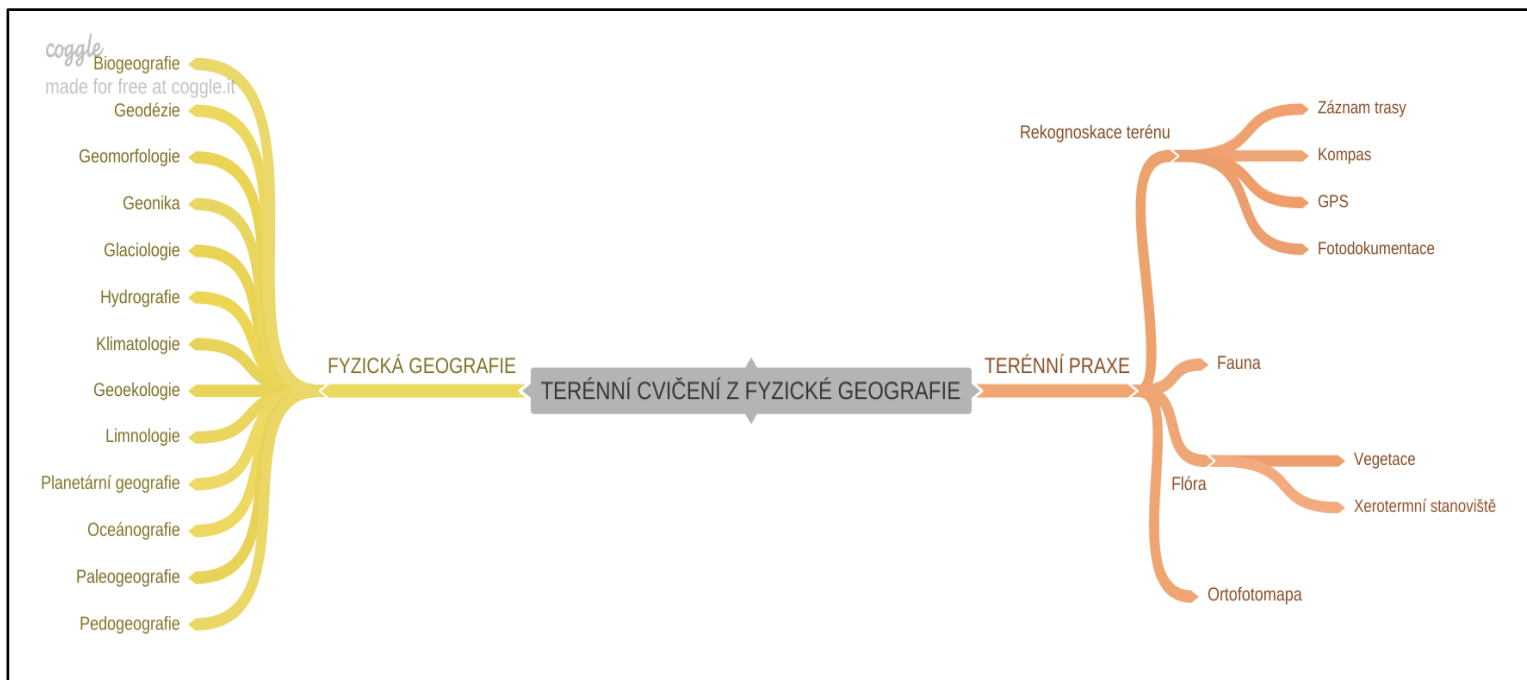 coggle
made for free at coggle.it
Biogeografie
Geodézie
Geomorfologie
Geonika
Glaciologie
Hydrografie
Klimatologie
Geoekologie
Limnologie
Planetární geografie
Oceánografie
Paleogeografie
Pedogeografie
FYZICKÁ GEOGRAFIE
TERÉNNÍ CVIČENÍ Z FYZICKÉ GEOGRAFIE
TERÉNNÍ PRAXE
Rekognoskace terénu
Záznam trasy
Kompas
GPS
Fotodokumentace
Fauna
Flóra
Vegetace
Xerotermní stanoviště
Ortofotomapa